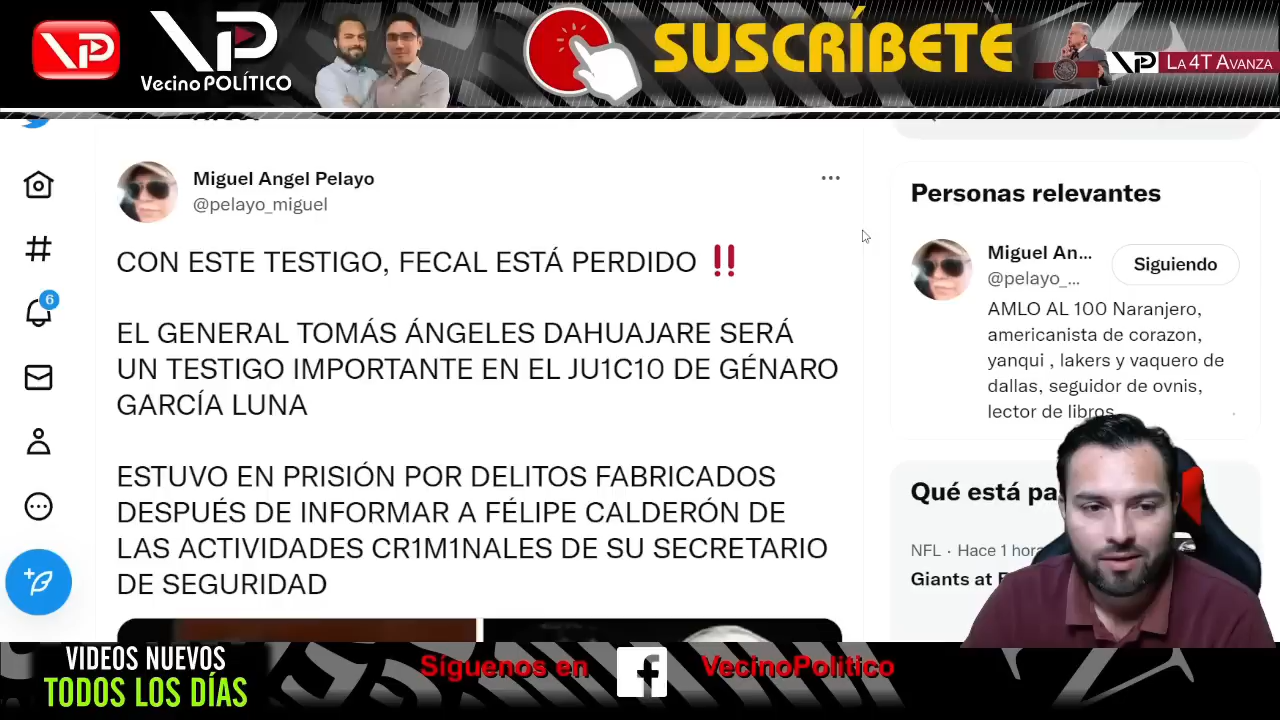 VP
VP
Vecino POLÍTICO
SUSCRÍBETE
VP LA 4T AVANZA
Miguel Angel Pelayo
@pelayo_miguel
CON ESTE TESTIGO, FECAL ESTÁ PERDIDO ‼️
EL GENERAL TOMÁS ÁNGELES DAHUAJARE SERÁ
UN TESTIGO IMPORTANTE EN EL JU1C10 DE GÉNARO
GARCÍA LUNA
ESTUVO EN PRISIÓN POR DELITOS FABRICADOS
DESPUÉS DE INFORMAR A FÉLIPE CALDERÓN DE
LAS ACTIVIDADES CR1M1NALES DE SU SECRETARIO
DE SEGURIDAD
6
Personas relevantes
Miguel An...
@pelayo_...
Siguiendo
AMLO AL 100 Naranjero,
americanista de corazon,
yanqui , lakers y vaquero de
dallas, seguidor de ovnis,
lector de libros
Qué está pa
NFL · Hace 1 hora
Giants at
VIDEOS NUEVOS
TODOS LOS DÍAS
Síguenos en
VecinoPolitico